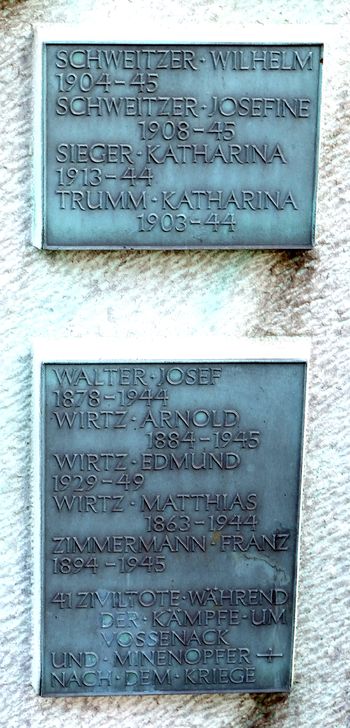 SCHWEITZER · WILHELM
1904-45
SCHWEITZER · JOSEFINE
1908-45
SIEGER · KATHARINA
1913-44
TRUMM · KATHARINA
1903-44
WALTER · JOSEF
1878-1944
WIRTZ · ARNOLD
1884-1945
WIRTZ · EDMUND
1929-49
WIRTZ · MATTHIAS
1863-1944
ZIMMERMANN · FRANZ
1894-1945
41 ZIVILTOTE · WÄHREND
DER · KÄMPFE · UM
VOSSENACK
UND · MINENOPFER +
NACH · DEM · KRIEGE